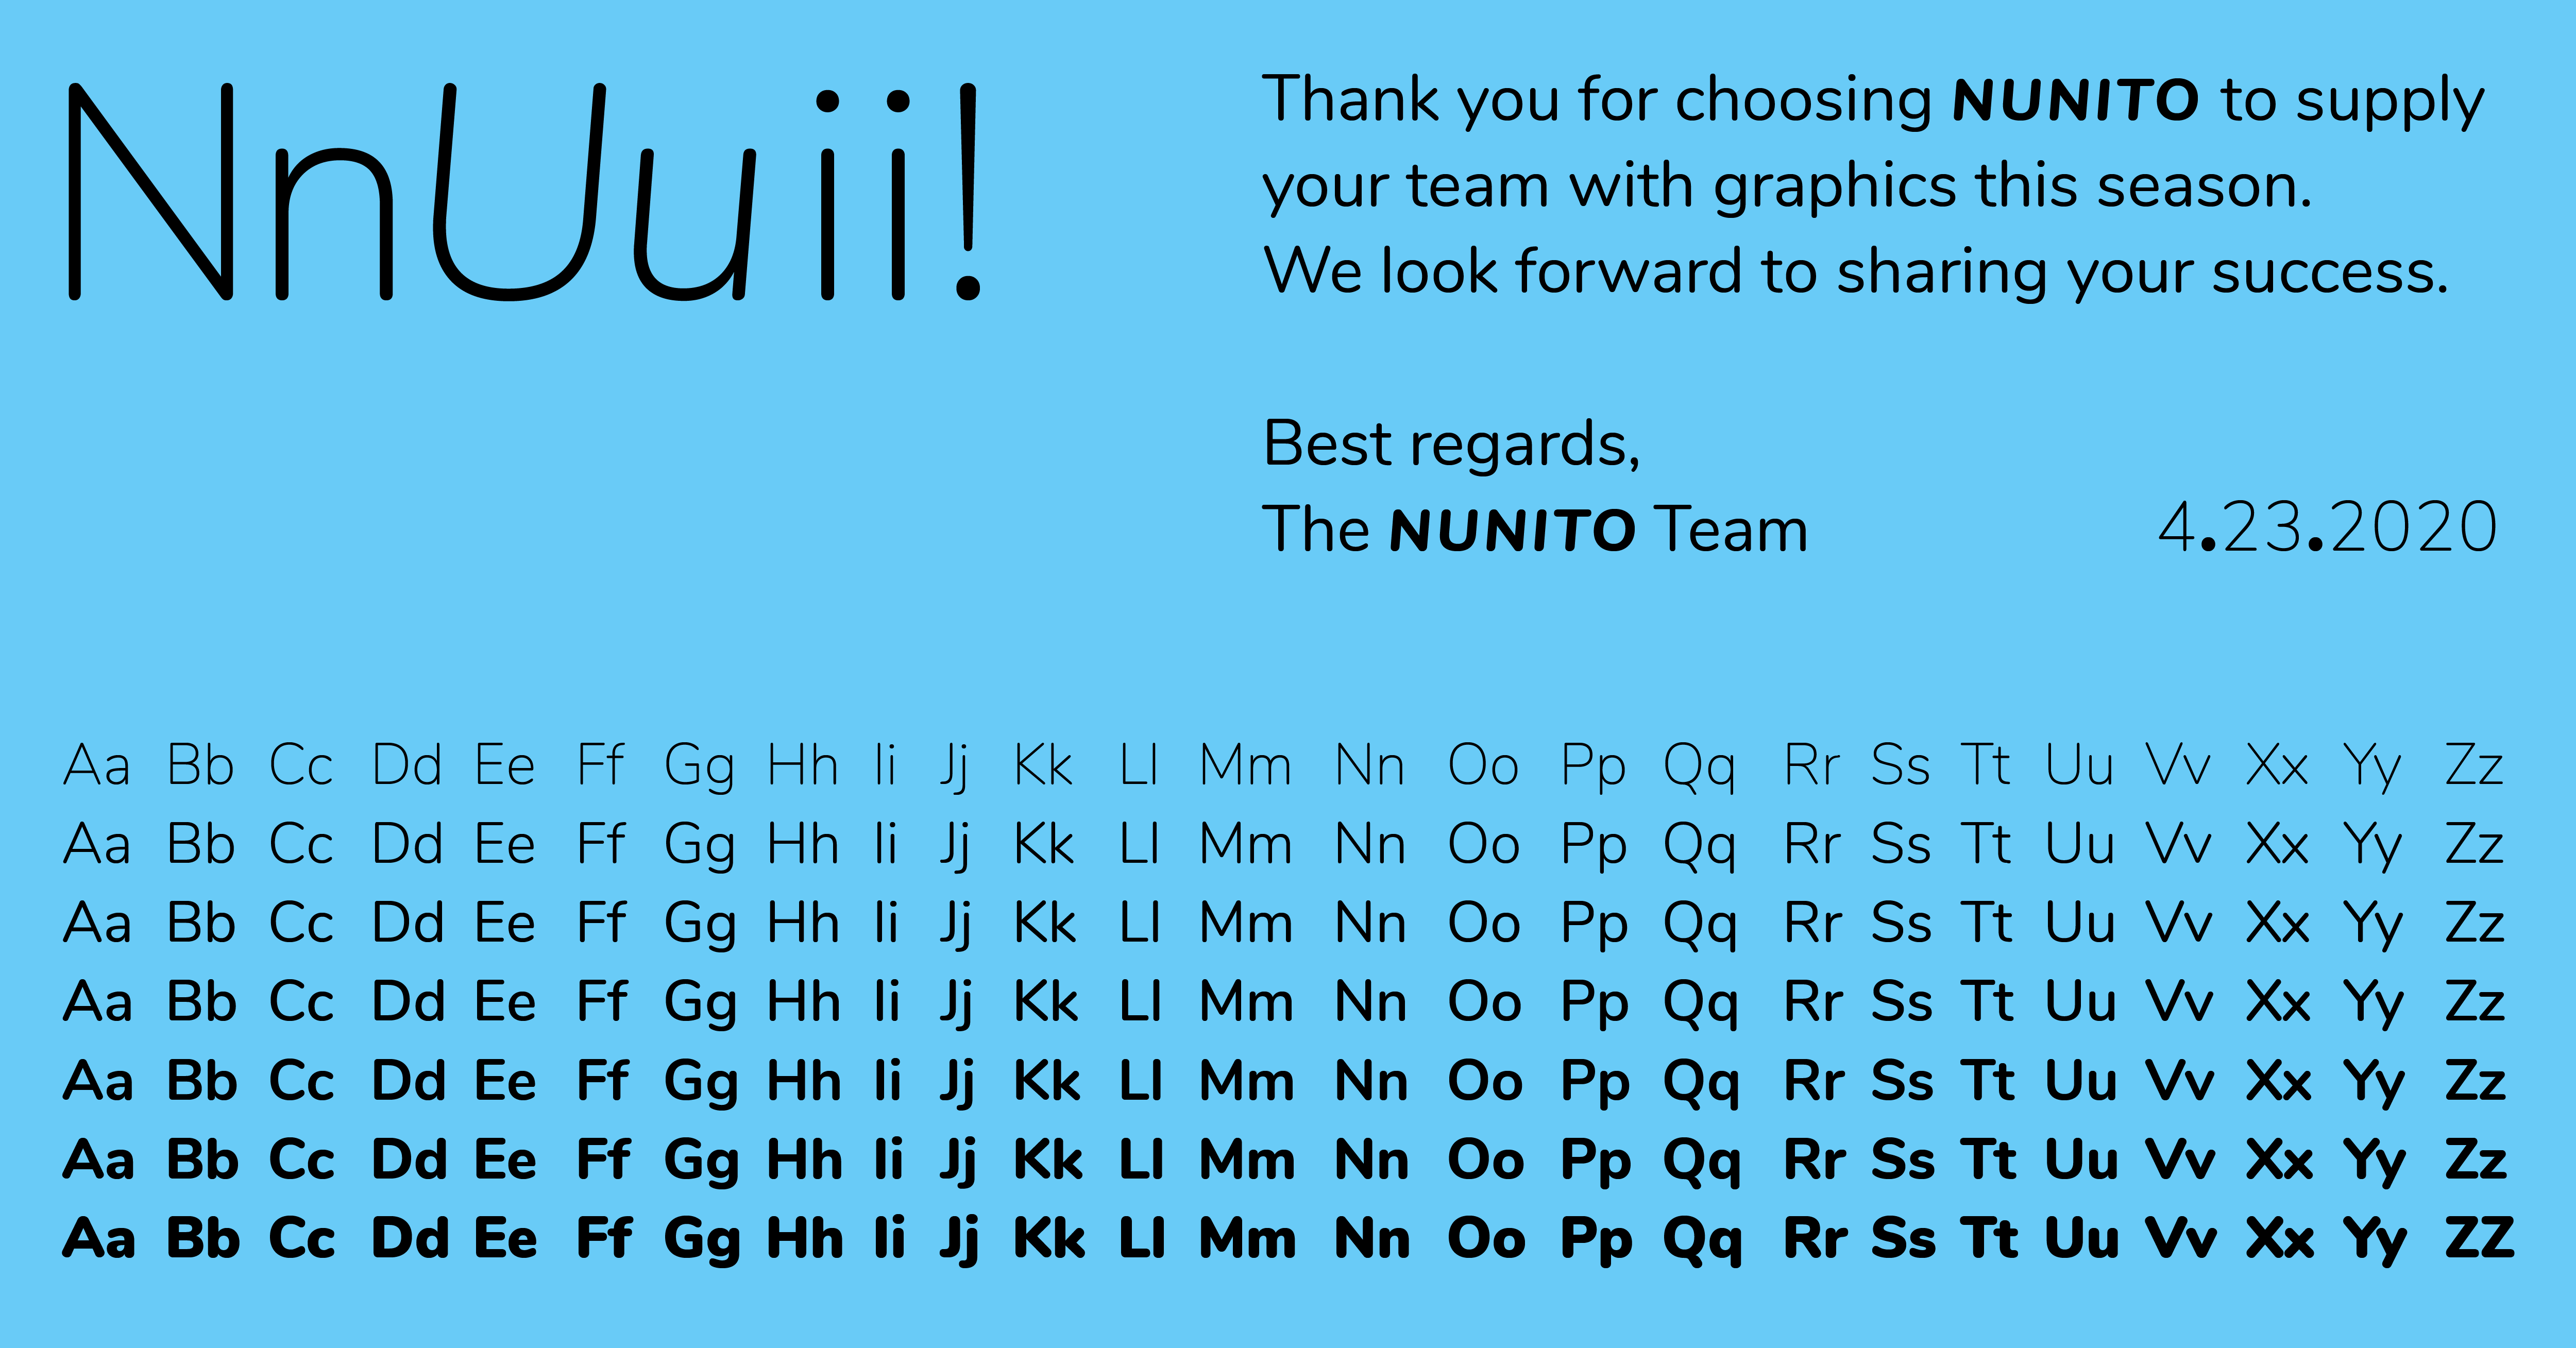 NnUuii!
Thank you for choosing NUNITO to supply
your team with graphics this season.
We look forward to sharing your success.
Best regards,
The NUNITO Team
4.23.2020
Aa Bb Cc Dd Ee Ff Gg Hh Ii Jj Kk Ll Mm Nn Oo Pp Qq Rr Ss Tt Uu Vv Xx Yy Zz
Aa Bb Cc Dd Ee Ff Gg Hh Ii Jj Kk Ll Mm Nn Oo Pp Qq Rr Ss Tt Uu Vv Xx Yy Zz
Aa Bb Cc Dd Ee Ff Gg Hh Ii Jj Kk Ll Mm Nn Oo Pp Qq Rr Ss Tt Uu Vv Xx Yy Zz
Aa Bb Cc Dd Ee Ff Gg Hh Ii Jj Kk Ll Mm Nn Oo Pp Qq Rr Ss Tt Uu Vv Xx Yy Zz
Aa Bb Cc Dd Ee Ff Gg Hh Ii Jj Kk Ll Mm Nn Oo Pp Qq Rr Ss Tt Uu Vv Xx Yy Zz
Aa Bb Cc Dd Ee Ff Gg Hh Ii Jj Kk Ll Mm Nn Oo Pp Qq Rr Ss Tt Uu Vv Xx Yy Zz
Aa Bb Cc Dd Ee Ff Gg Hh Ii Jj Kk Ll Mm Nn Oo Pp Qq Rr Ss Tt Uu Vv Xx Yy ZZ